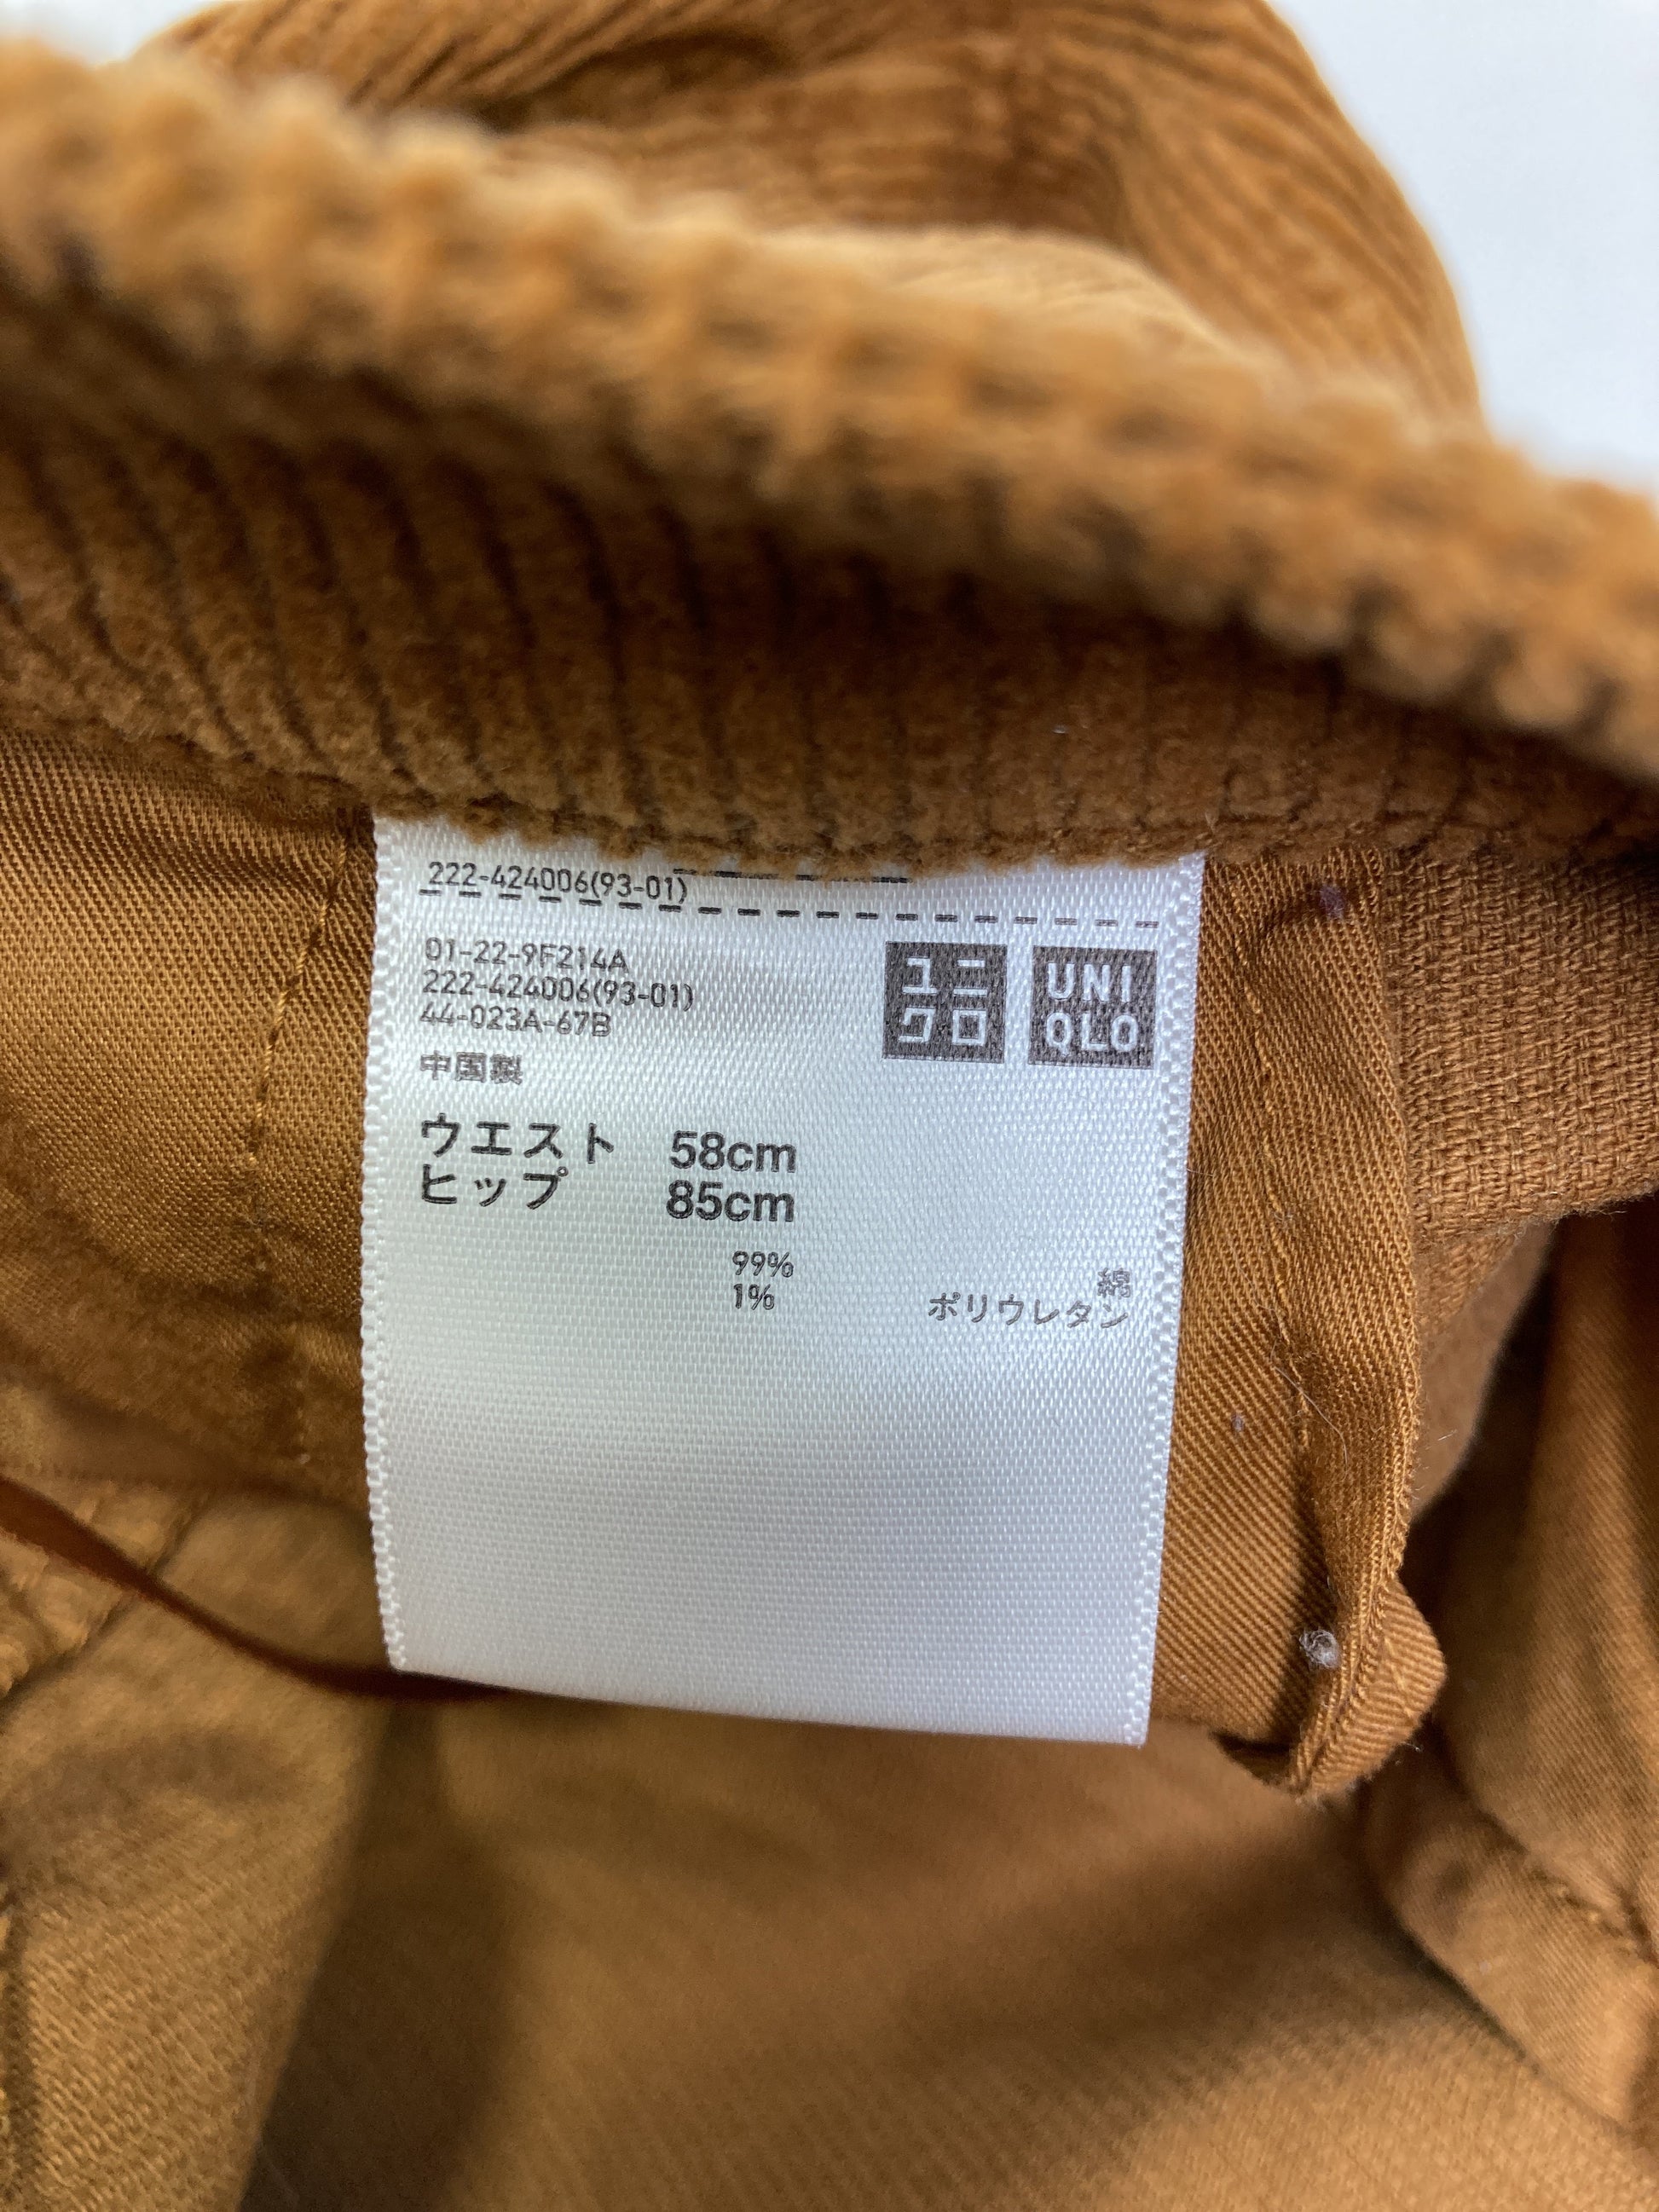 222-424006(93-01)
01-22-9F214A
222-424006(93-01)
44-023A-67B
中国製
ユニ
クロ
UNI
QLO
ウエスト 58cm
ヒップ 85cm
99% 綿
1% ポリウレタン